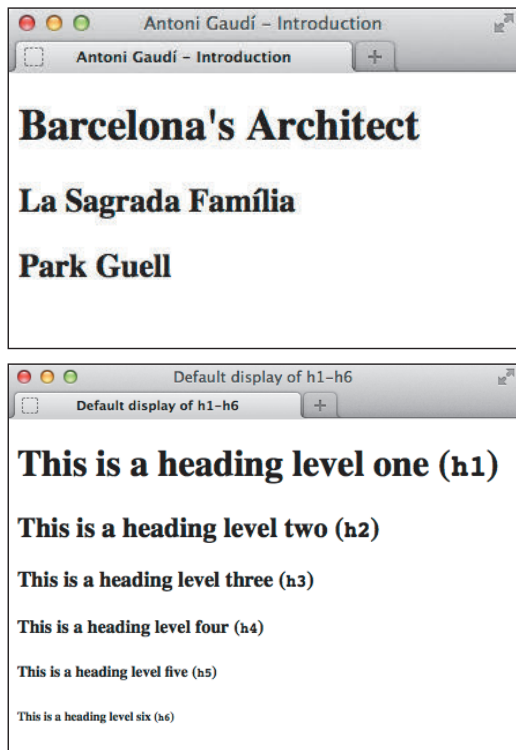 Antoni Gaudí – Introduction
Antoni Gaudí – Introduction
Barcelona's Architect
La Sagrada Família
Park Guell
Default display of h1–h6
Default display of h1–h6
This is a heading level one (h1)
This is a heading level two (h2)
This is a heading level three (h3)
This is a heading level four (h4)
This is a heading level five (h5)
This is a heading level six (h6)